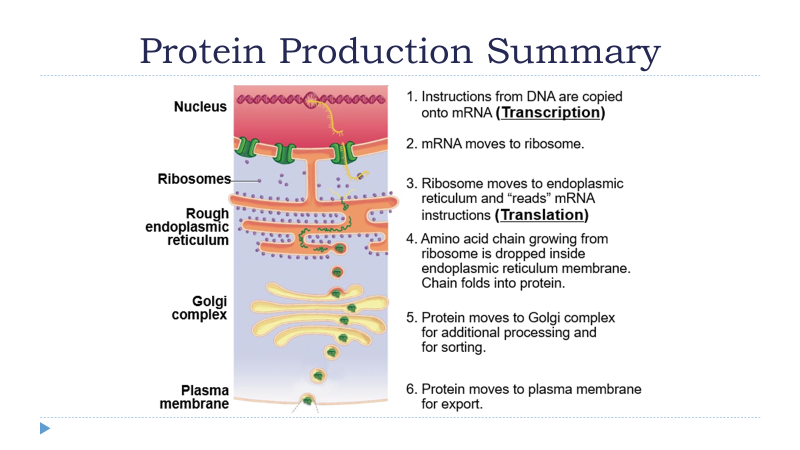 Protein Production Summary
Nucleus
Ribosomes
Rough
endoplasmic
reticulum
Golgi
complex
Plasma
membrane
1. Instructions from DNA are copied
onto mRNA (Transcription)
2. mRNA moves to ribosome.
3. Ribosome moves to endoplasmic
reticulum and “reads” mRNA
instructions (Translation)
4. Amino acid chain growing from
ribosome is dropped inside
endoplasmic reticulum membrane.
Chain folds into protein.
5. Protein moves to Golgi complex
for additional processing and
for sorting.
6. Protein moves to plasma membrane
for export.